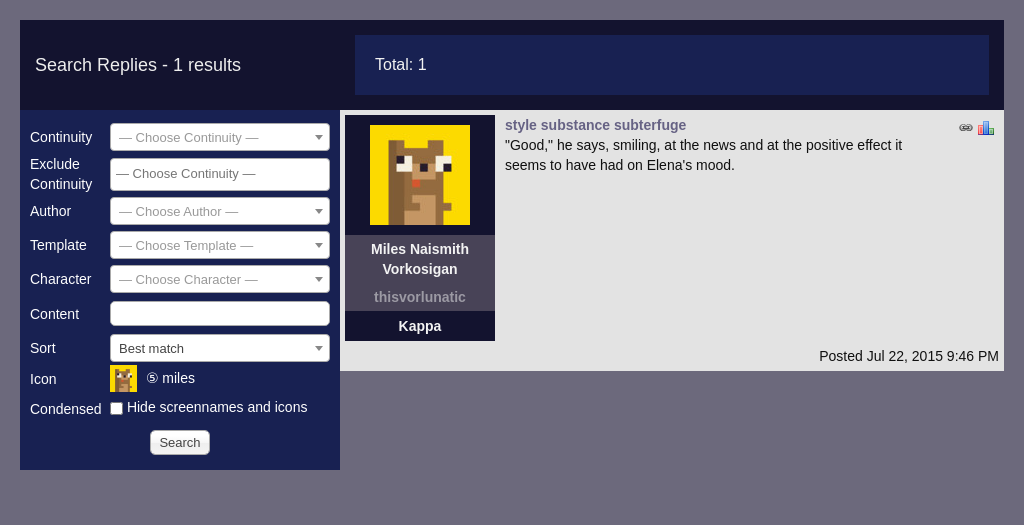 Search Replies - 1 results
Total: 1
Continuity
— Choose Continuity —
Exclude
Continuity
— Choose Continuity —
Author
— Choose Author —
Template
— Choose Template —
Character
— Choose Character —
Content
Sort
Best match
Icon
⑤ miles
Condensed
Hide screennames and icons
Search
Miles Naismith
Vorkosigan
thisvorlunatic
Kappa
style substance subterfuge
"Good," he says, smiling, at the news and at the positive effect it
seems to have had on Elena's mood.
Posted Jul 22, 2015 9:46 PM